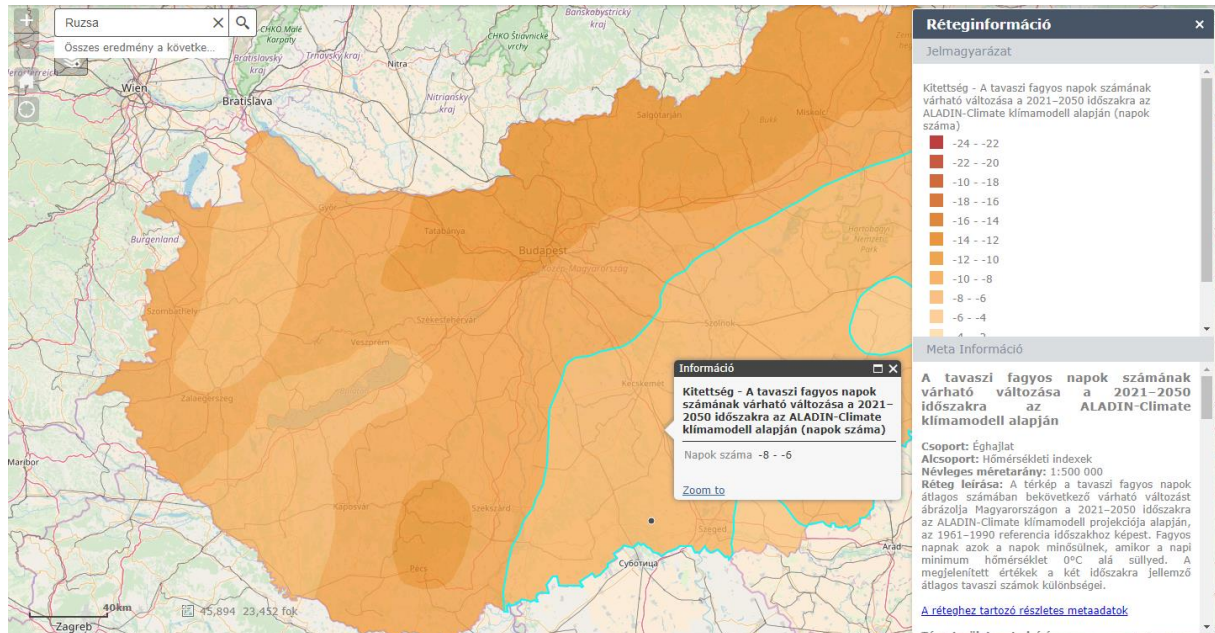 Ruzsa
Összes eredmény a követke...
CHKO Malé
Karpaty
Bratislavský
kraj
Trnavský kraj
Nitra
Nitriansky
kraj
Banskobystrický
kraj
CHKO Štiavnické
vrchy
Wien
Bratislava
Burgenland
Győr
Tatabánya
Budapest
Közép-Magyarország
Salgótarján
Bükk
Miskolc
Hortobágyi
Nemzeti
Park
Szombathely
Veszprém
Székesfehérvár
Szolnok
Zalaegerszeg
Kecskemét
Maribor
Kaposvár
Szekszárd
Pécs
Szeged
Суботица
Arad
Zagreb
40km
45,894 23,452 fok
Információ
Kitettség - A tavaszi fagyos napok
számának várható változása a 2021–
2050 időszakra az ALADIN-Climate
klímamodell alapján (napok száma)
Napok száma -8 - -6
Zoom to
Réteginformáció
Jelmagyarázat
Kitettség - A tavaszi fagyos napok számának
várható változása a 2021–2050 időszakra az
ALADIN-Climate klímamodell alapján (napok
száma)
-24 - -22
-22 - -20
-10 - -18
-18 - -16
-16 - -14
-14 - -12
-12 - -10
-10 - -8
-8 - -6
-6 - -4
Meta Információ
A tavaszi fagyos napok számának
várható változása a 2021–2050
időszakra az ALADIN-Climate
klímamodell alapján
Csoport: Éghajlat
Alcsoport: Hőmérsékleti indexek
Névleges méretarány: 1:500 000
Réteg leírása: A térkép a tavaszi fagyos napok
átlagos számában bekövetkező várható változást
ábrázolja Magyarországon a 2021–2050 időszakra
az ALADIN-Climate klímamodell projekciója alapján,
az 1961–1990 referencia időszakhoz képest. Fagyos
napnak azok a napok minősülnek, amikor a napi
minimum hőmérséklet 0°C alá süllyed. A
megjelenített értékek a két időszakra jellemző
átlagos tavaszi számok különbségei.
A réteghez tartozó részletes metaadatok